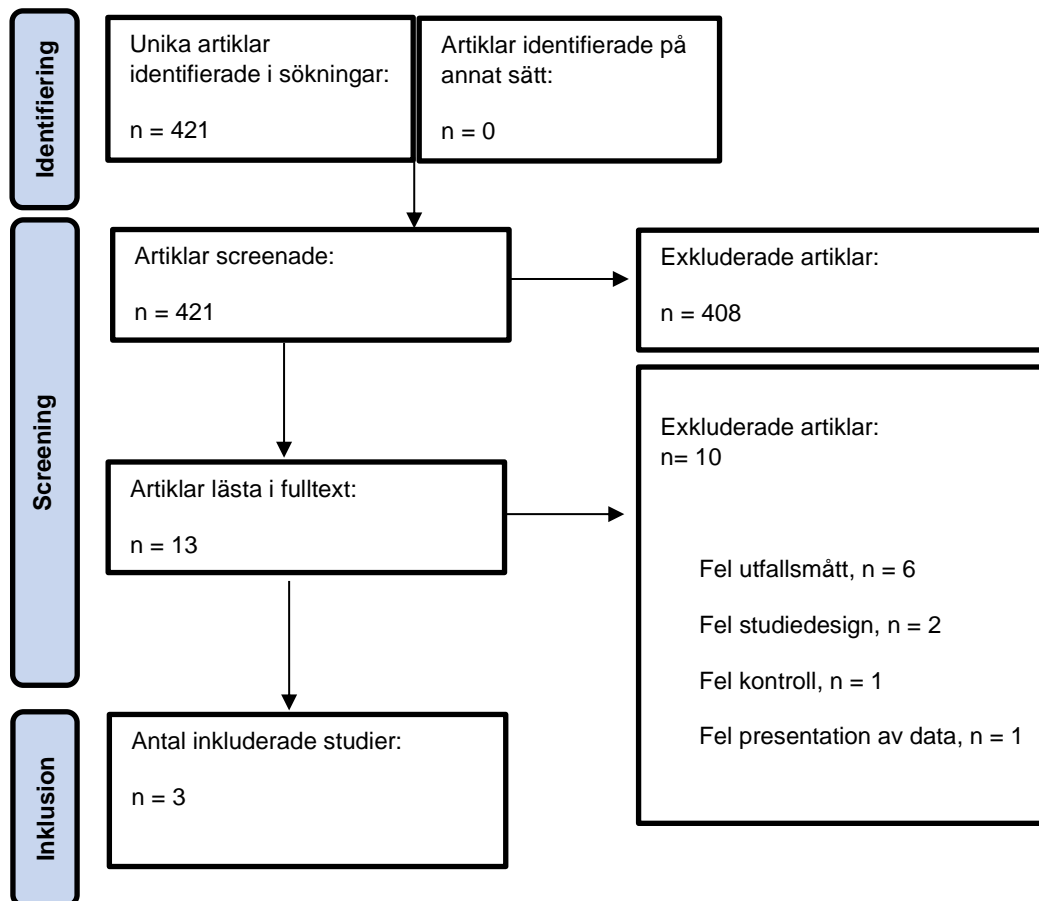 Identifiering
Unika artiklar
identifierade i sökningar:
n = 421
Artiklar identifierade på
annat sätt:
n = 0
Screening
Artiklar screenade:
n = 421
Exkluderade artiklar:
n = 408
Artiklar lästa i fulltext:
n = 13
Exkluderade artiklar:
n= 10
Fel utfallsmått, n = 6
Fel studiedesign, n = 2
Fel kontroll, n = 1
Fel presentation av data, n = 1
Inklusion
Antal inkluderade studier:
n = 3